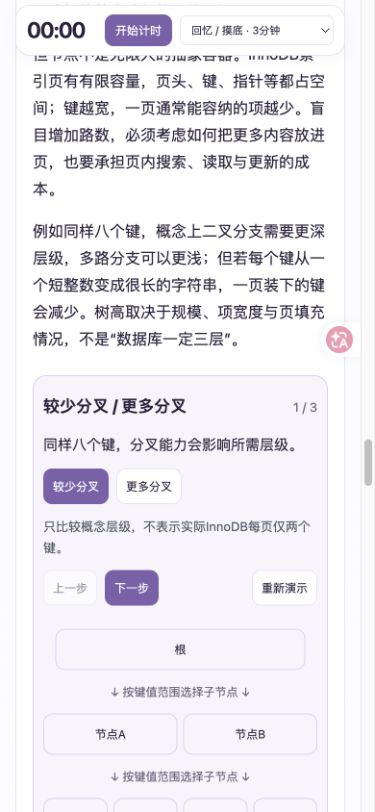 00:00
开始计时
回忆 / 摸底 · 3分钟
但节点不是无限大的抽象容器。InnoDB索
引页有有限容量，页头、键、指针等都占空
间；键越宽，一页通常能容纳的项越少。盲
目增加路数，必须考虑如何把更多内容放进
页，也要承担页内搜索、读取与更新的成
本。
例如同样八个键，概念上二叉分支需要更深
层级，多路分支可以更浅；但若每个键从一
个短整数变成很长的字符串，一页装下的键
会减少。树高取决于规模、项宽度与页填充
情况，不是“数据库一定三层”。
较少分叉 / 更多分叉
1 / 3
同样八个键，分叉能力会影响所需层级。
较少分叉
更多分叉
只比较概念层级，不表示实际InnoDB每页仅两个
键。
上一步
下一步
重新演示
根
↓ 按键值范围选择子节点 ↓
节点A
节点B
↓ 按键值范围选择子节点 ↓